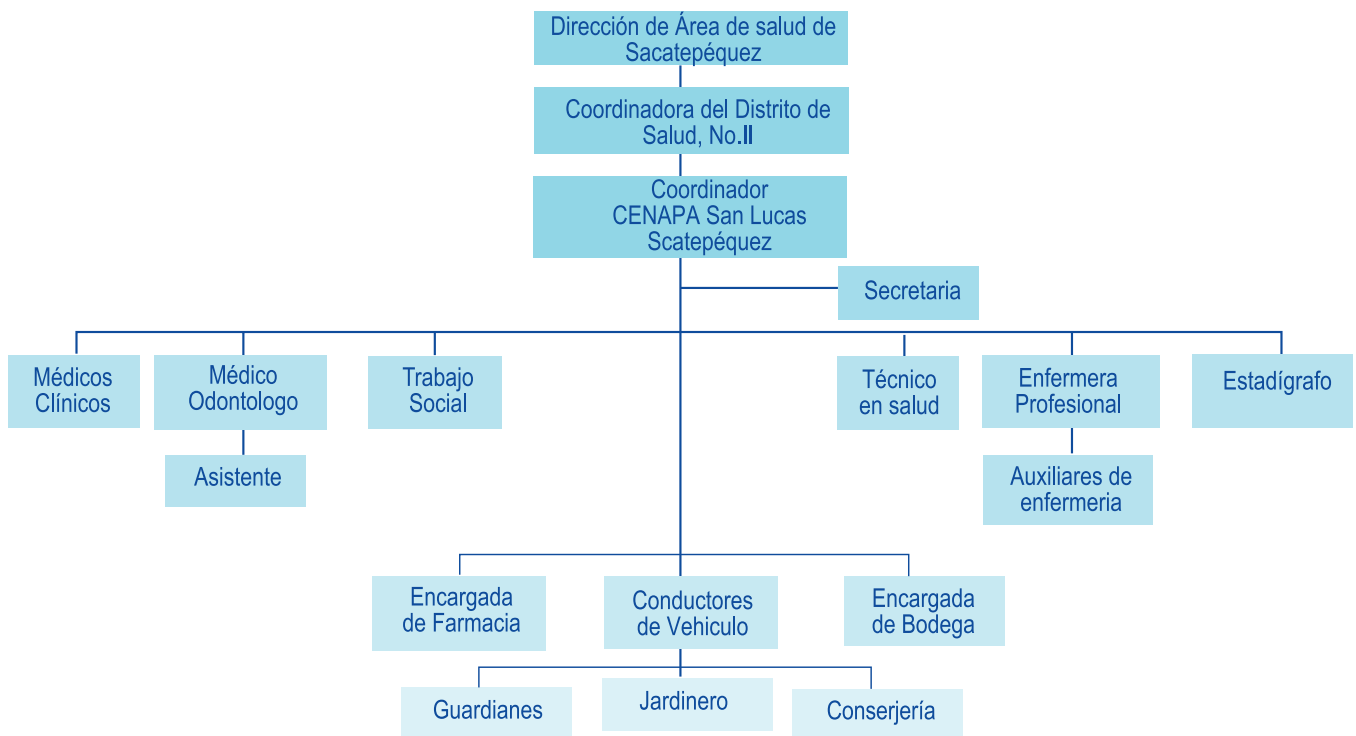 Dirección de Área de salud de
Sacatepéquez
Coordinadora del Distrito de
Salud, No.II
Coordinador
CENAPA San Lucas
Scatepéquez
Secretaria
Médicos
Clínicos
Médico
Odontologo
Trabajo
Social
Técnico
en salud
Enfermera
Profesional
Estadígrafo
Asistente
Auxiliares de
enfermeria
Encargada
de Farmacia
Conductores
de Vehiculo
Encargada
de Bodega
Guardianes
Jardinero
Conserjería